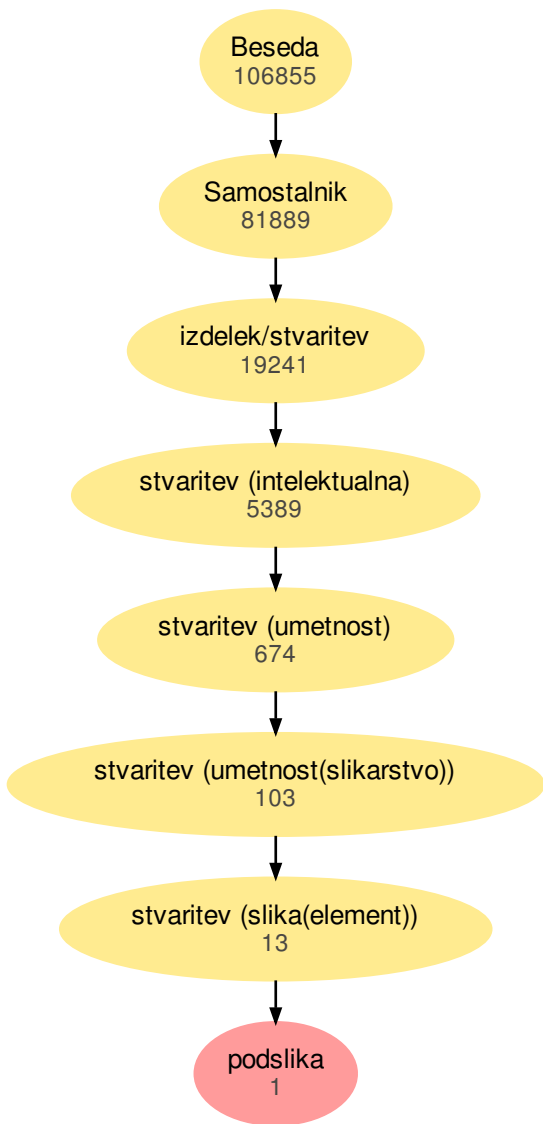 Beseda
106855
Samostalnik
81889
izdelek/stvaritev
19241
stvaritev (intelektualna)
5389
stvaritev (umetnost)
674
stvaritev (umetnost(slikarstvo))
103
stvaritev (slika(element))
13
podslika
1